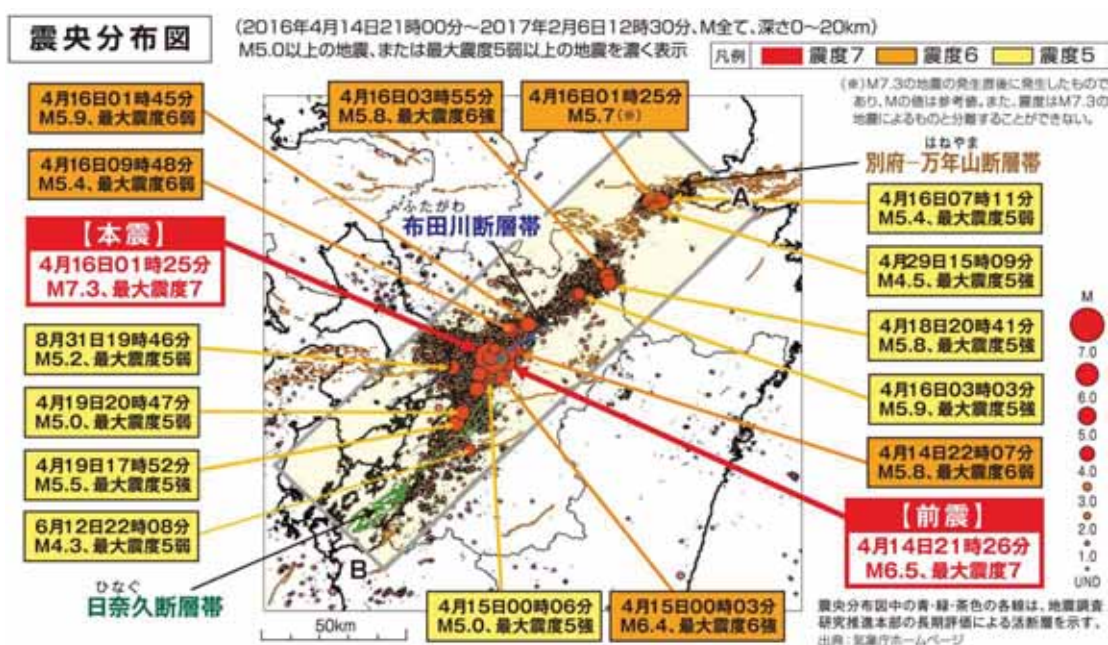 震央分布図
(2016年4月14日21時00分～2017年2月6日12時30分、M全て、深さ0～20km)
M5.0以上の地震、または最大震度5弱以上の地震を濃く表示
凡例 震度7 震度6 震度5
(※)M7.3の地震の発生直後に発生したもので
あり、Mの値は参考値。また、震度はM7.3の
地震によるものと分離することができない。
4月16日01時45分
M5.9、最大震度6弱
4月16日03時55分
M5.8、最大震度6強
4月16日01時25分
M5.7(※)
はねやま
別府－万年山断層帯
4月16日09時48分
M5.4、最大震度6弱
ふたがわ
布田川断層帯
A
4月16日07時11分
M5.4、最大震度5弱
【本震】
4月16日01時25分
M7.3、最大震度7
4月29日15時09分
M4.5、最大震度5強
8月31日19時46分
M5.2、最大震度5弱
4月18日20時41分
M5.8、最大震度5強
4月19日20時47分
M5.0、最大震度5弱
4月16日03時03分
M5.9、最大震度5強
4月19日17時52分
M5.5、最大震度5強
4月14日22時07分
M5.8、最大震度6弱
6月12日22時08分
M4.3、最大震度5弱
【前震】
4月14日21時26分
M6.5、最大震度7
M
7.0
6.0
5.0
4.0
3.0
2.0
1.0
UND
B
ひなぐ
日奈久断層帯
4月15日00時06分
M5.0、最大震度5強
4月15日00時03分
M6.4、最大震度6強
50km
震央分布図中の青・緑・茶色の各線は、地震調査
研究推進本部の長期評価による活断層を示す。
出典：気象庁ホームページ